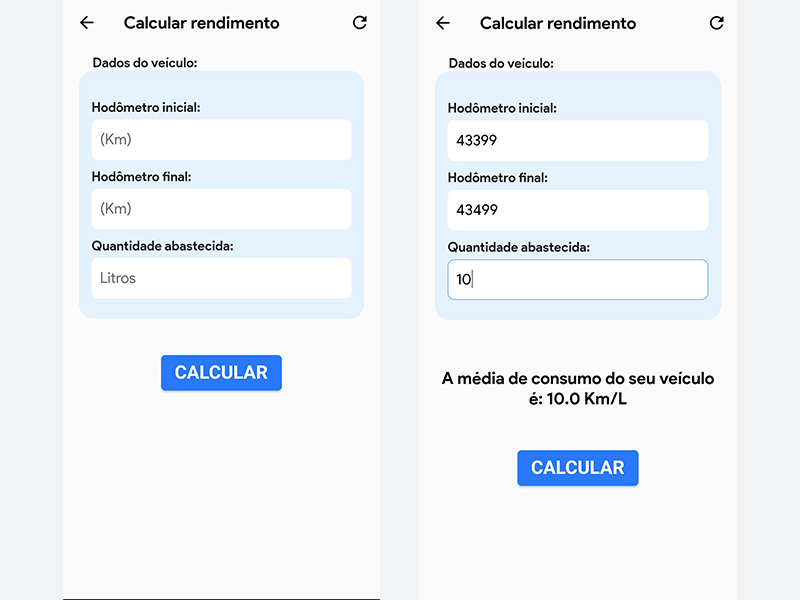 Calcular rendimento
Dados do veículo:
Hodômetro inicial:
(Km)
Hodômetro final:
(Km)
Quantidade abastecida:
Litros
CALCULAR
Calcular rendimento
Dados do veículo:
Hodômetro inicial:
43399
Hodômetro final:
43499
Quantidade abastecida:
10
A média de consumo do seu veículo
é: 10.0 Km/L
CALCULAR